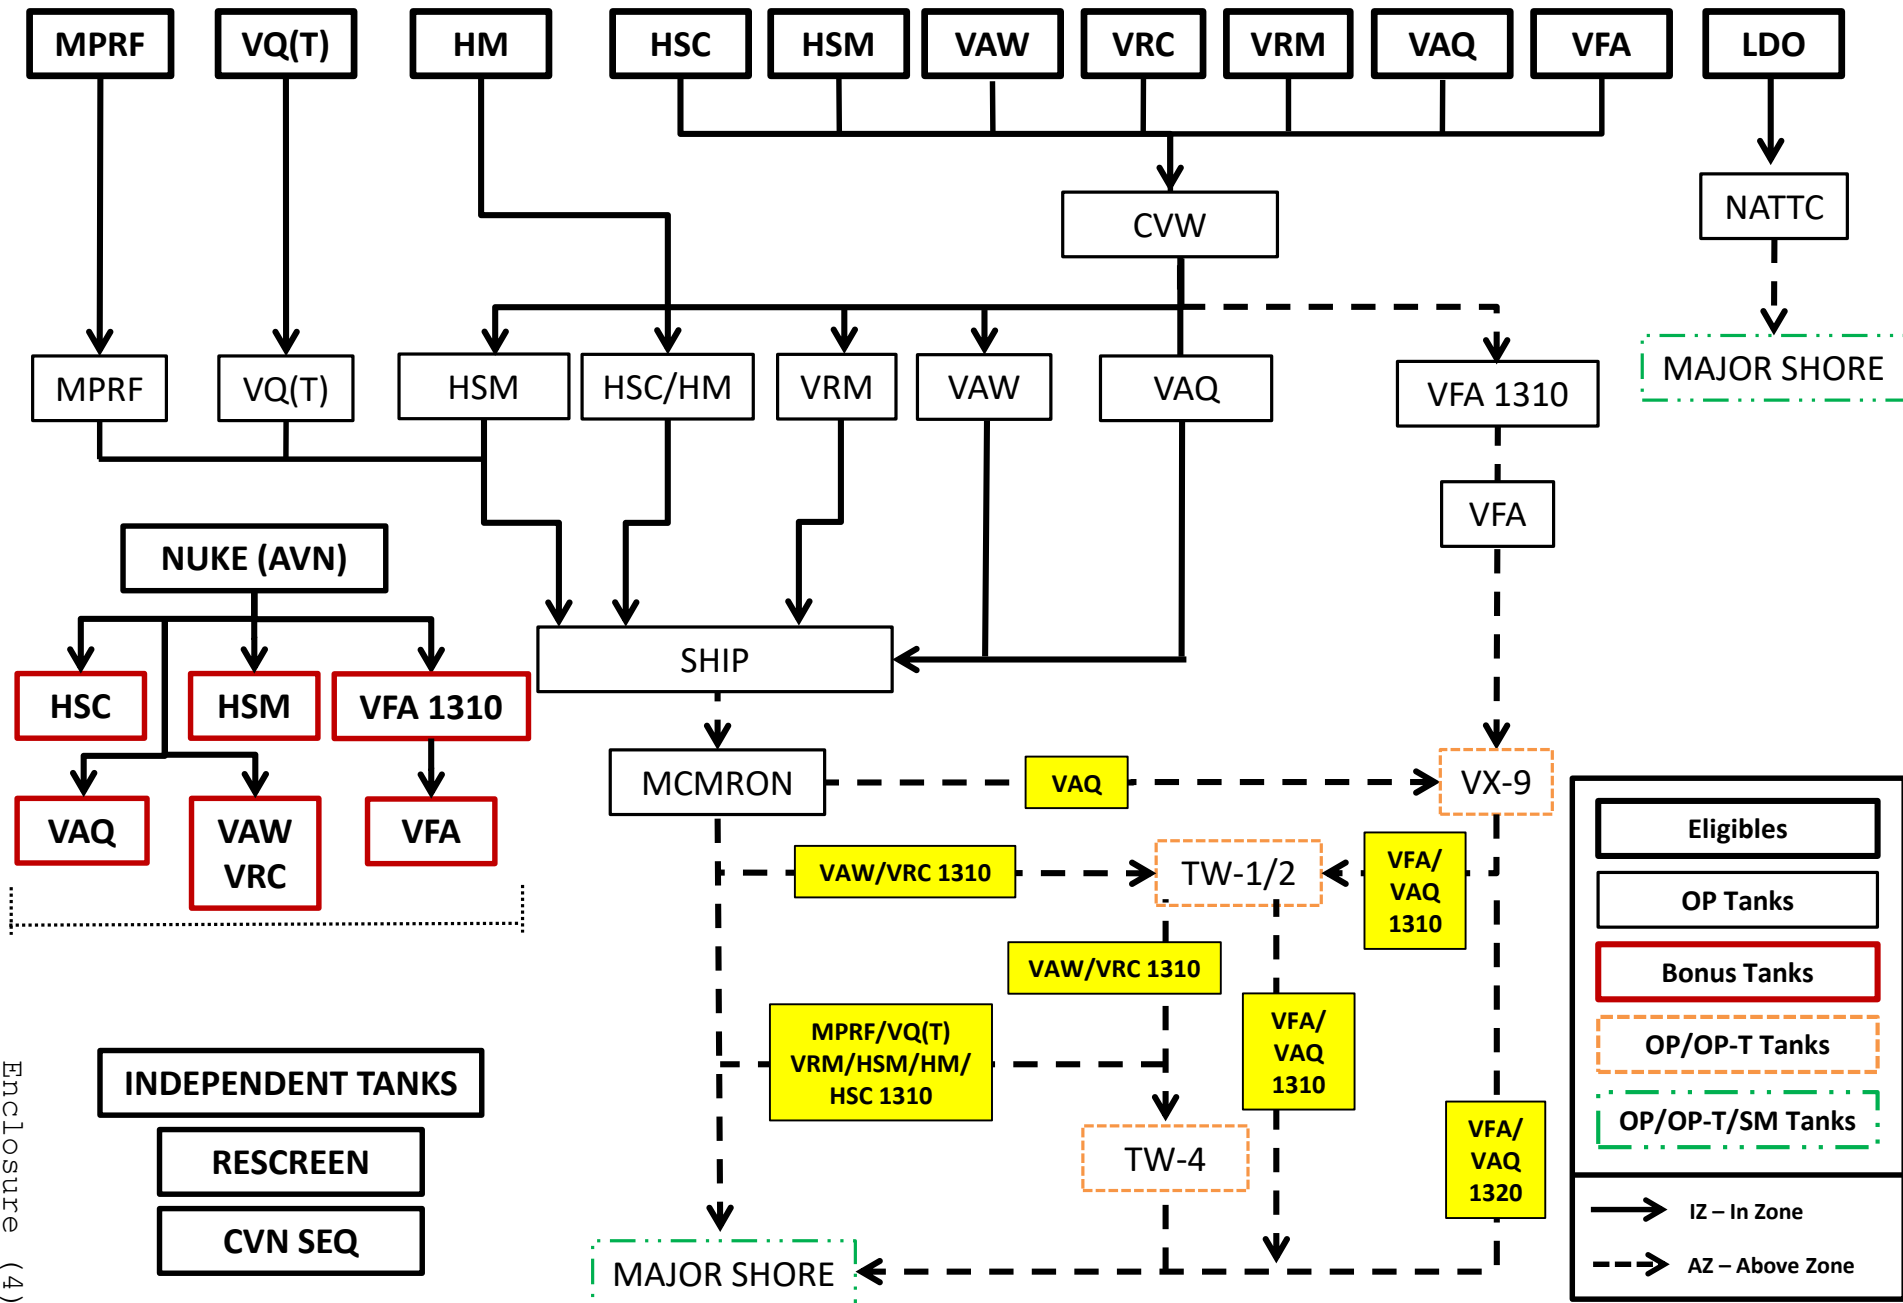 MPRF
VQ(T)
HM
HSC
HSM
VAW
VRC
VRM
VAQ
VFA
LDO
CVW
NATTC
MPRF
VQ(T)
HSM
HSC/HM
VRM
VAW
VAQ
VFA 1310
MAJOR SHORE
VFA
NUKE (AVN)
SHIP
HSC
HSM
VFA 1310
VAQ
VAW
VRC
VFA
MCMRON
VAQ
VX-9
VAW/VRC 1310
TW-1/2
VFA/
VAQ
1310
VAW/VRC 1310
MPRF/VQ(T)
VRM/HSM/HM/
HSC 1310
VFA/
VAQ
1310
TW-4
VFA/
VAQ
1320
MAJOR SHORE
INDEPENDENT TANKS
RESCREEN
CVN SEQ
Eligibles
OP Tanks
Bonus Tanks
OP/OP-T Tanks
OP/OP-T/SM Tanks
IZ – In Zone
AZ – Above Zone
Enclosure (4)